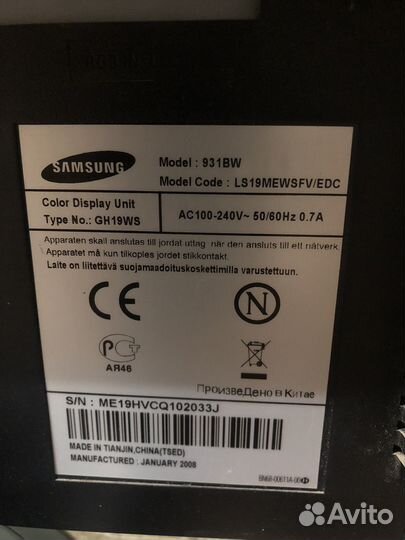 SAMSUNG
Model : 931BW
Model Code : LS19MEWSFV/EDC
Color Display Unit
Type No.: GH19WS
AC100-240V~ 50/60Hz 0.7A
Apparaten skall anslutas till jordat uttag när den ansluts till ett nätverk.
Apparatet må kun tilkoples jordet stikkontakt.
Laite on liitettävä suojamaadoituskoskettimilla varustettuun.
CE
N
АЯ46
Произведено в Китае
S/N : ME19HVCQ102033J
MADE IN TIANJIN,CHINA(TSED)
MANUFACTURED : JANUARY 2008
Avito